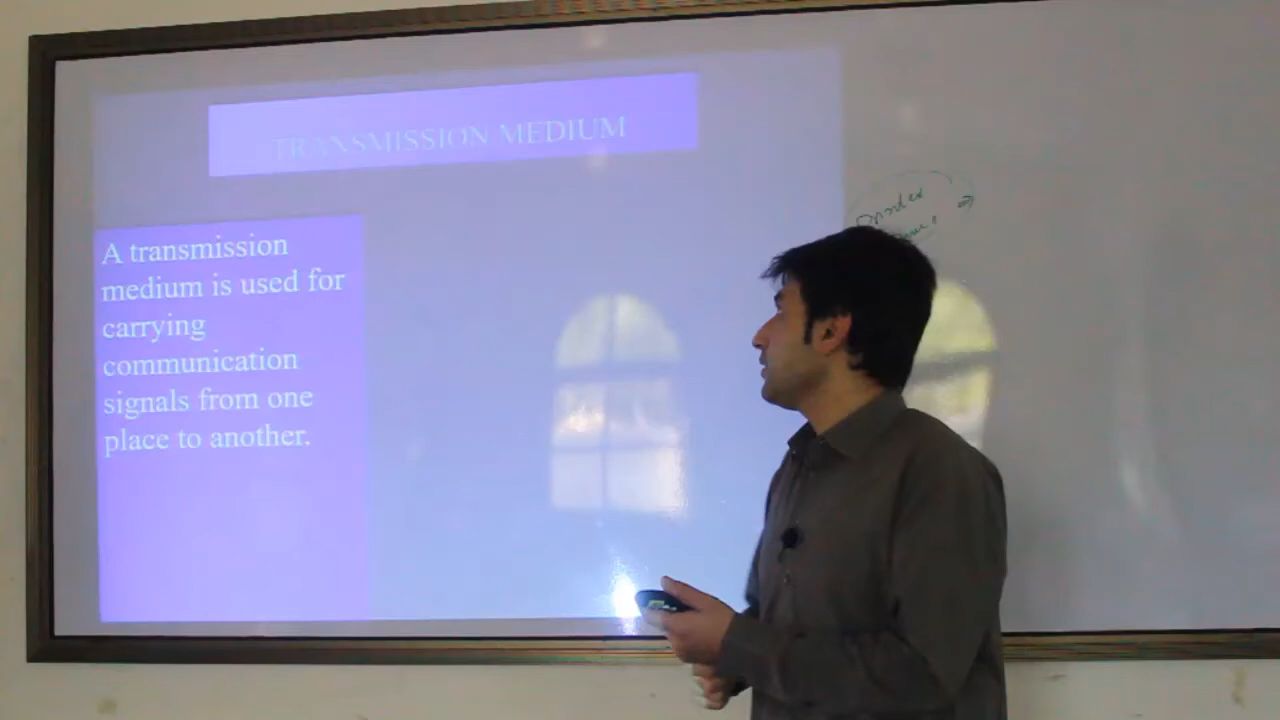 TRANSMISSION MEDIUM
A transmission
medium is used for
carrying
communication
signals from one
place to another.